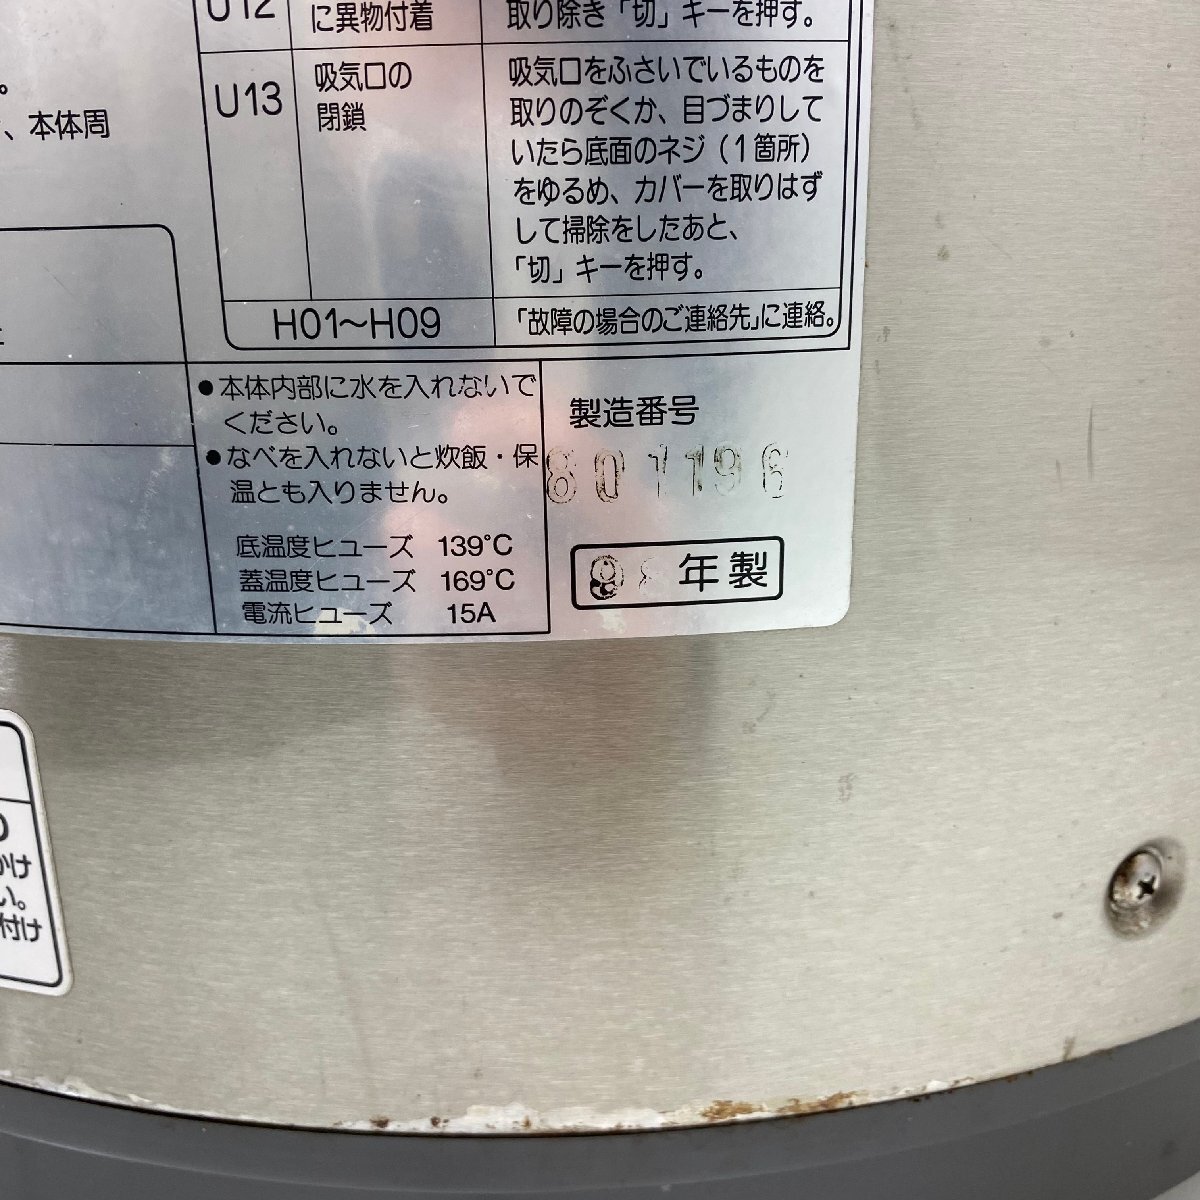 U12
に異物付着
取り除き「切」キーを押す。
U13
吸気口の
閉鎖
吸気口をふさいでいるものを
取りのぞくか、目づまりして
いたら底面のネジ（1箇所）
をゆるめ、カバーを取りはず
して掃除をしたあと、
「切」キーを押す。
H01〜H09
「故障の場合のご連絡先」に連絡。
。
、本体周
●本体内部に水を入れないで
ください。
●なべを入れないと炊飯・保
温とも入りません。
底温度ヒューズ 139℃
蓋温度ヒューズ 169℃
電流ヒューズ 15A
製造番号
801196
98年製
かけ
い。
付け